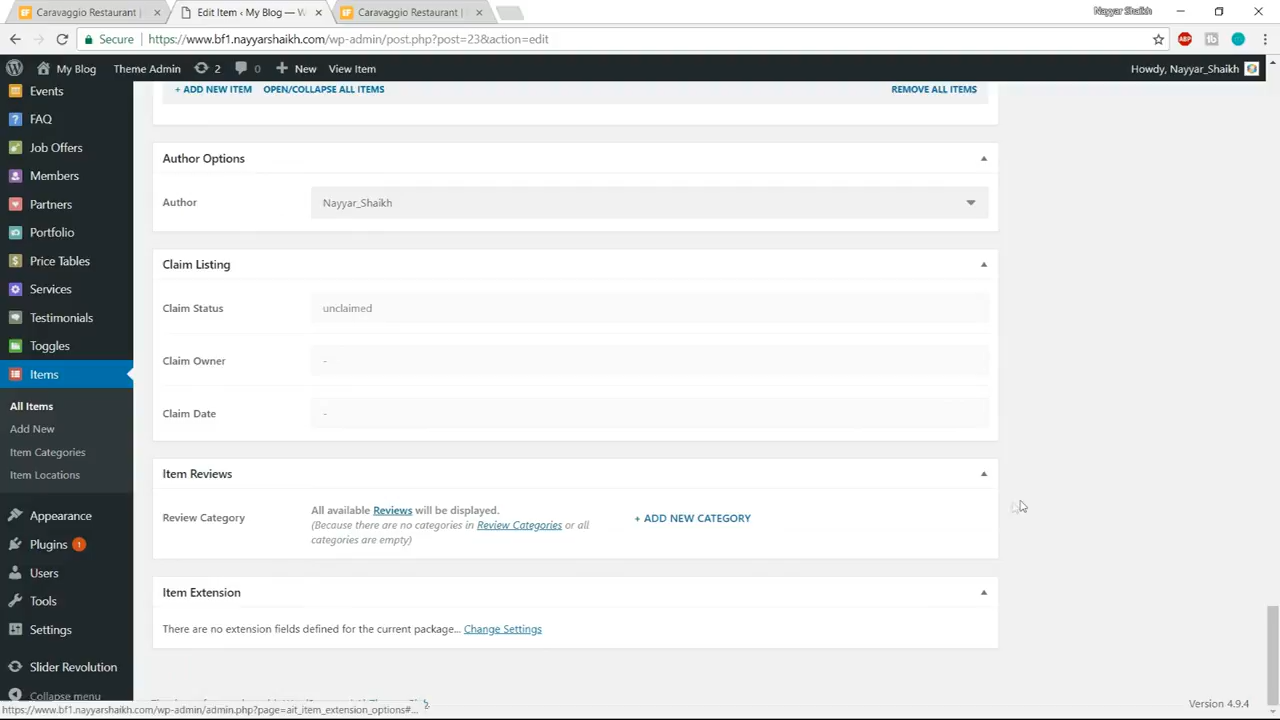 Caravaggio Restaurant |
Edit Item ‹ My Blog — W
Caravaggio Restaurant |
Nayyar Shaikh
Secure
https://www.bf1.nayyarshaikh.com/wp-admin/post.php?post=23&action=edit
ABP
My Blog
Theme Admin
2
0
New
View Item
Howdy, Nayyar_Shaikh
Events
FAQ
Job Offers
Members
Partners
Portfolio
Price Tables
Services
Testimonials
Toggles
Items
All Items
Add New
Item Categories
Item Locations
Appearance
Plugins 1
Users
Tools
Settings
Slider Revolution
Collapse menu
+ ADD NEW ITEM
OPEN/COLLAPSE ALL ITEMS
REMOVE ALL ITEMS
Author Options
Author
Nayyar_Shaikh
Claim Listing
Claim Status
unclaimed
Claim Owner
-
Claim Date
-
Item Reviews
Review Category
All available Reviews will be displayed.
(Because there are no categories in Review Categories or all
categories are empty)
+ ADD NEW CATEGORY
Item Extension
There are no extension fields defined for the current package... Change Settings
Version 4.9.4
https://www.bf1.nayyarshaikh.com/wp-admin/admin.php?page=ait_item_extension_options#...